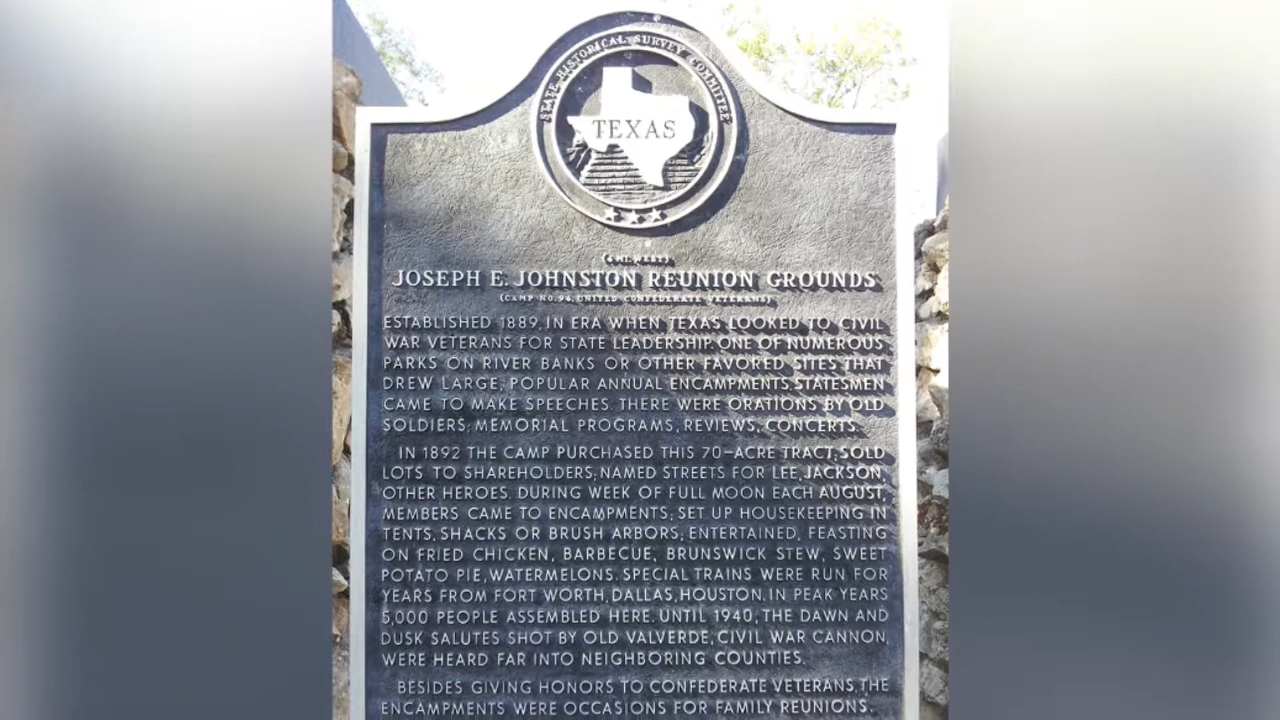 STATE HISTORICAL SURVEY COMMITTEE
TEXAS
JOSEPH E. JOHNSTON REUNION GROUNDS
(CAMP NO. 94, UNITED CONFEDERATE VETERANS)
ESTABLISHED 1889, IN ERA WHEN TEXAS LOOKED TO CIVIL
WAR VETERANS FOR STATE LEADERSHIP. ONE OF NUMEROUS
PARKS ON RIVER BANKS OR OTHER FAVORED SITES THAT
DREW LARGE, POPULAR ANNUAL ENCAMPMENTS. STATESMEN
CAME TO MAKE SPEECHES. THERE WERE ORATIONS BY OLD
SOLDIERS; MEMORIAL PROGRAMS, REVIEWS, CONCERTS.
IN 1892 THE CAMP PURCHASED THIS 70-ACRE TRACT; SOLD
LOTS TO SHAREHOLDERS; NAMED STREETS FOR LEE, JACKSON,
OTHER HEROES. DURING WEEK OF FULL MOON EACH AUGUST,
MEMBERS CAME TO ENCAMPMENTS; SET UP HOUSEKEEPING IN
TENTS, SHACKS OR BRUSH ARBORS; ENTERTAINED, FEASTING
ON FRIED CHICKEN, BARBECUE, BRUNSWICK STEW, SWEET
POTATO PIE, WATERMELONS. SPECIAL TRAINS WERE RUN FOR
YEARS FROM FORT WORTH, DALLAS, HOUSTON. IN PEAK YEARS
5,000 PEOPLE ASSEMBLED HERE. UNTIL 1940, THE DAWN AND
DUSK SALUTES SHOT BY OLD VALVERDE, CIVIL WAR CANNON,
WERE HEARD FAR INTO NEIGHBORING COUNTIES.
BESIDES GIVING HONORS TO CONFEDERATE VETERANS, THE
ENCAMPMENTS WERE OCCASIONS FOR FAMILY REUNIONS.